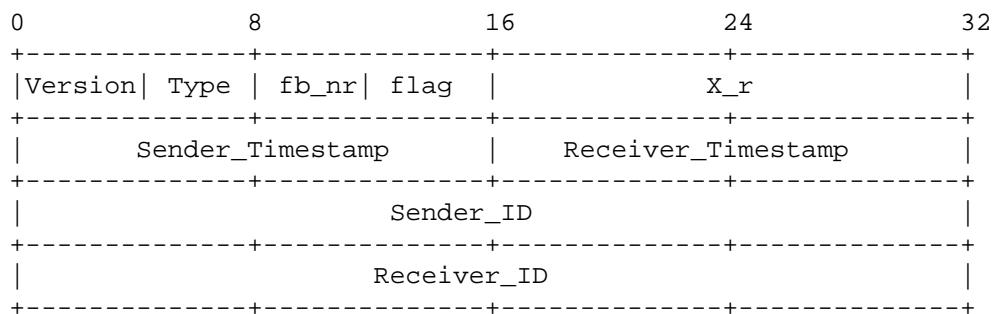 0 8 16 24 32
+--------------+--------------+--------------+--------------+
|Version| Type | fb_nr| flag | X_r |
+--------------+--------------+--------------+--------------+
| Sender_Timestamp | Receiver_Timestamp |
+--------------+--------------+--------------+--------------+
| Sender_ID |
+--------------+--------------+--------------+--------------+
| Receiver_ID |
+--------------+--------------+--------------+--------------+